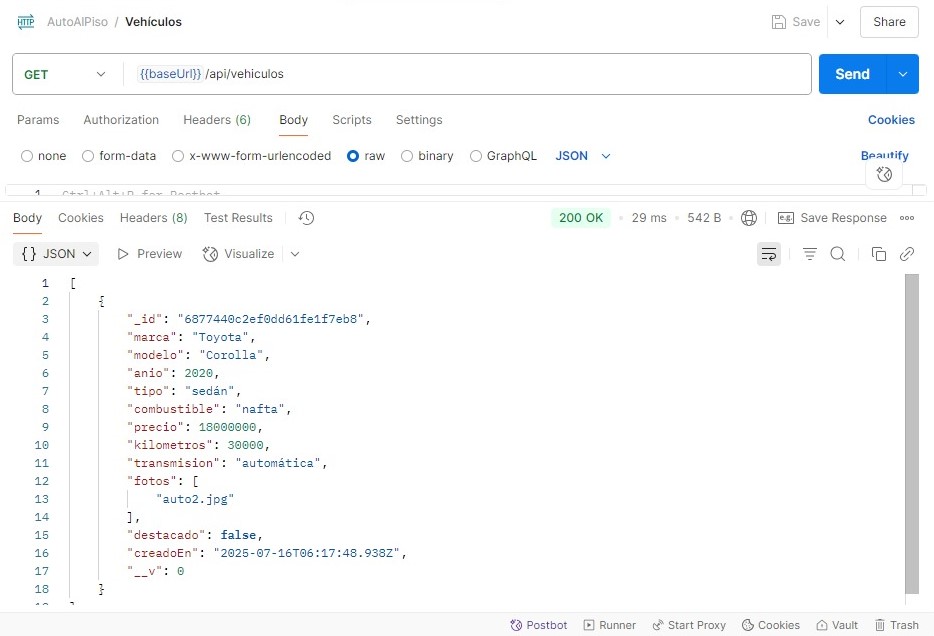 HTTP AutoAlPiso / Vehículos Save Share
GET {{baseUrl}} /api/vehiculos Send
Params Authorization Headers (6) Body Scripts Settings Cookies
none form-data x-www-form-urlencoded raw binary GraphQL JSON Beautify
1 Ctrl+Alt+P for Postbot
Body Cookies Headers (8) Test Results 200 OK • 29 ms • 542 B e.g. Save Response
{} JSON Preview Visualize
1 [
2 {
3 "_id": "6877440c2ef0dd61fe1f7eb8",
4 "marca": "Toyota",
5 "modelo": "Corolla",
6 "anio": 2020,
7 "tipo": "sedán",
8 "combustible": "nafta",
9 "precio": 18000000,
10 "kilometros": 30000,
11 "transmision": "automática",
12 "fotos": [
13 "auto2.jpg"
14 ],
15 "destacado": false,
16 "creadoEn": "2025-07-16T06:17:48.938Z",
17 "__v": 0
18 }
Postbot Runner Start Proxy Cookies Vault Trash